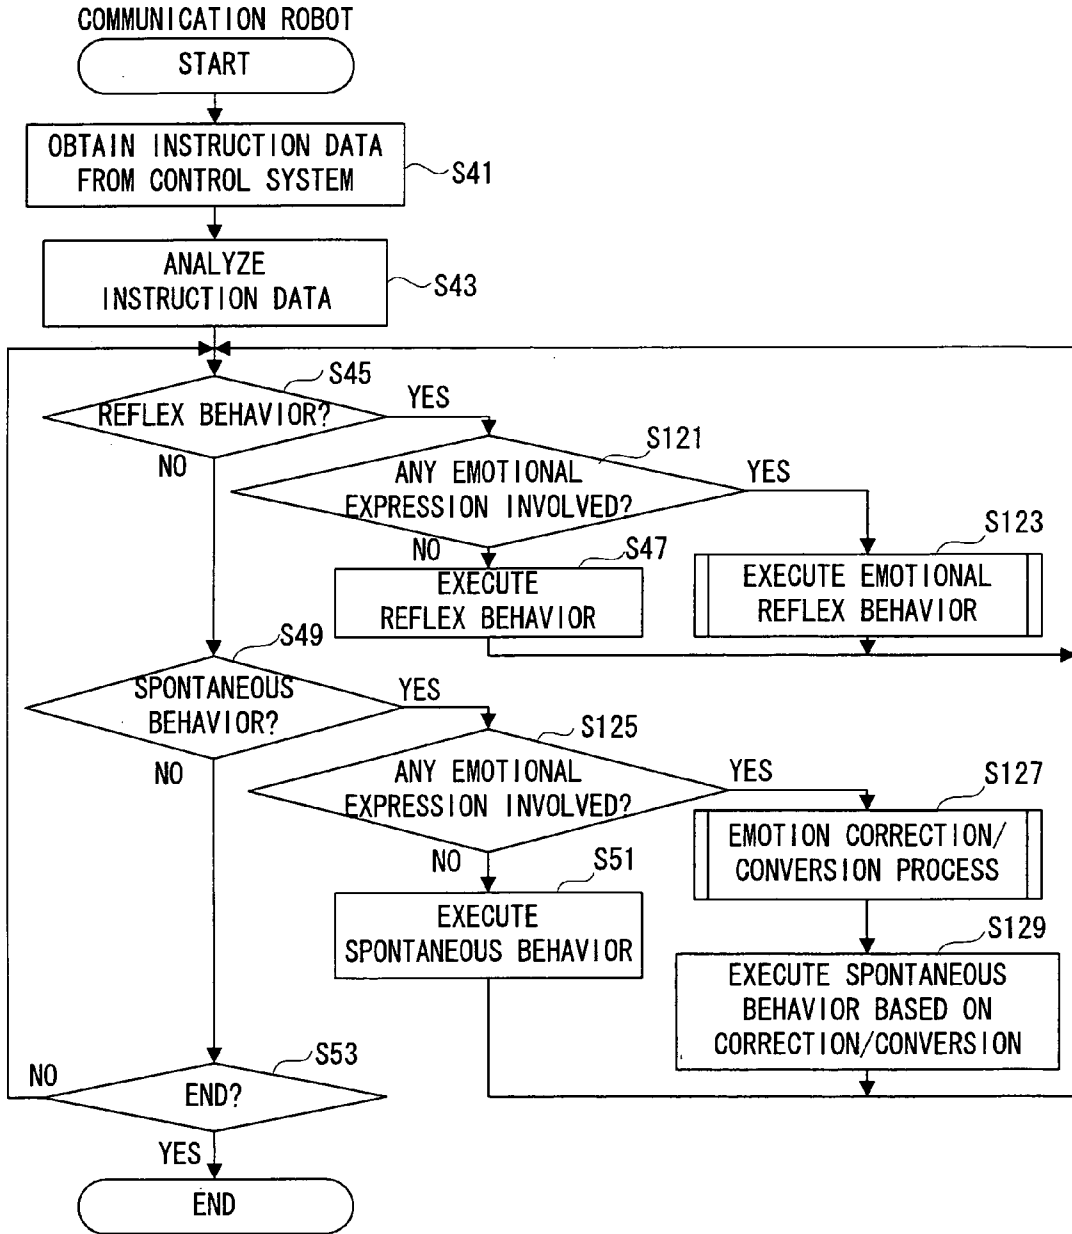 COMMUNICATION ROBOT
START
OBTAIN INSTRUCTION DATA
FROM CONTROL SYSTEM
S41
ANALYZE
INSTRUCTION DATA
S43
S45
REFLEX BEHAVIOR?
YES
NO
S121
ANY EMOTIONAL
EXPRESSION INVOLVED?
YES
NO
S47
EXECUTE
REFLEX BEHAVIOR
S123
EXECUTE EMOTIONAL
REFLEX BEHAVIOR
S49
SPONTANEOUS
BEHAVIOR?
YES
NO
S125
ANY EMOTIONAL
EXPRESSION INVOLVED?
YES
NO
S51
EXECUTE
SPONTANEOUS BEHAVIOR
S127
EMOTION CORRECTION/
CONVERSION PROCESS
S129
EXECUTE SPONTANEOUS
BEHAVIOR BASED ON
CORRECTION/CONVERSION
S53
END?
NO
YES
END